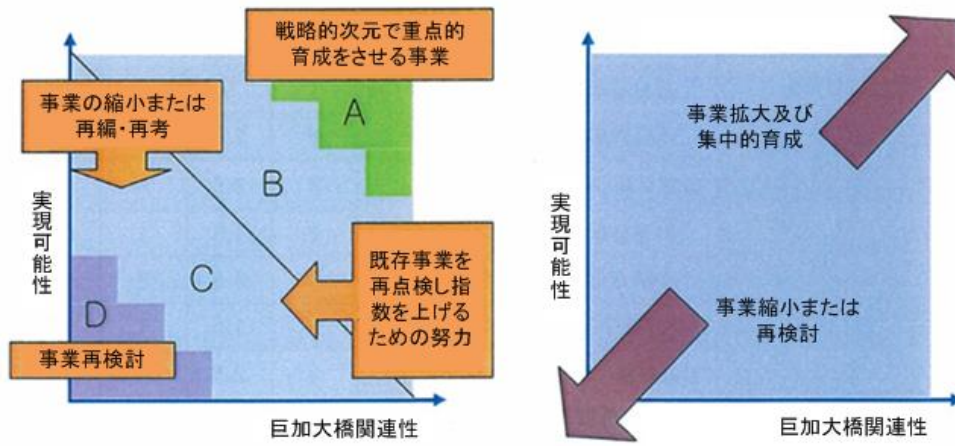 戦略的次元で重点的
育成をさせる事業
事業の縮小または
再編・再考
A
B
C
D
実現可能性
既存事業を
再点検し指
数を上げる
ための努力
事業再検討
巨加大橋関連性
事業拡大及び
集中的育成
実現可能性
事業縮小または
再検討
巨加大橋関連性